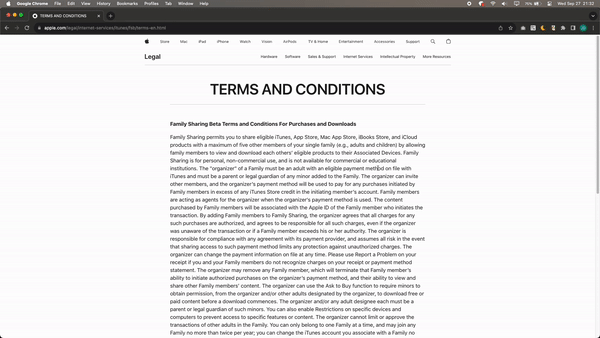 Google Chrome File Edit View History Bookmarks Profiles Tab Window Help Wed Sep 27 21:32
TERMS AND CONDITIONS
apple.com/legal/internet-services/itunes/fsb/terms-en.html
Store Mac iPad iPhone Watch Vision AirPods TV & Home Entertainment Accessories Support
Legal Hardware Software Sales & Support Internet Services Intellectual Property More Resources
TERMS AND CONDITIONS
Family Sharing Beta Terms and Conditions For Purchases and Downloads
Family Sharing permits you to share eligible iTunes, App Store, Mac App Store, iBooks Store, and iCloud
products with a maximum of five other members of your single family (e.g., adults and children) by allowing
family members to view and download each others' eligible products to their Associated Devices. Family
Sharing is for personal, non-commercial use, and is not available for commercial or educational
institutions. The "organizer" of a Family must be an adult with an eligible payment method on file with
iTunes and must be a parent or legal guardian of any minor added to the Family. The organizer can invite
other members, and the organizer's payment method will be used to pay for any purchases initiated by
Family members in excess of any iTunes Store credit in the initiating member's account. Family members
are acting as agents for the organizer when the organizer's payment method is used. The content
purchased by Family members will be associated with the Apple ID of the Family member who initiates the
transaction. By adding Family members to Family Sharing, the organizer agrees that all charges for any
such purchases are authorized, and agrees to be responsible for all such charges, even if the organizer
was unaware of the transaction or if a Family member exceeds his or her authority. The organizer is
responsible for compliance with any agreement with its payment provider, and assumes all risk in the event
that sharing access to such payment method limits any protection against unauthorized charges. The
organizer can change the payment information on file at any time. Please use Report a Problem on your
receipt if you and your Family members do not recognize charges on your receipt or payment method
statement. The organizer may remove any Family member, which will terminate that Family member's
ability to initiate authorized purchases on the organizer's payment method, and their ability to view and
share other Family members' content. The organizer can use the Ask to Buy function to require minors to
obtain permission, from the organizer and/or other adults designated by the organizer, to download free or
paid content before a download commences. The organizer and/or any adult designee each must be a
parent or legal guardian of such minors. You can also enable Restrictions on specific devices and
computers to prevent access to specific features or content. The organizer cannot limit or approve the
transactions of other adults in the Family. You can only belong to one Family at a time, and may join any
Family no more than twice per year; you can change the iTunes account you associate with a Family no